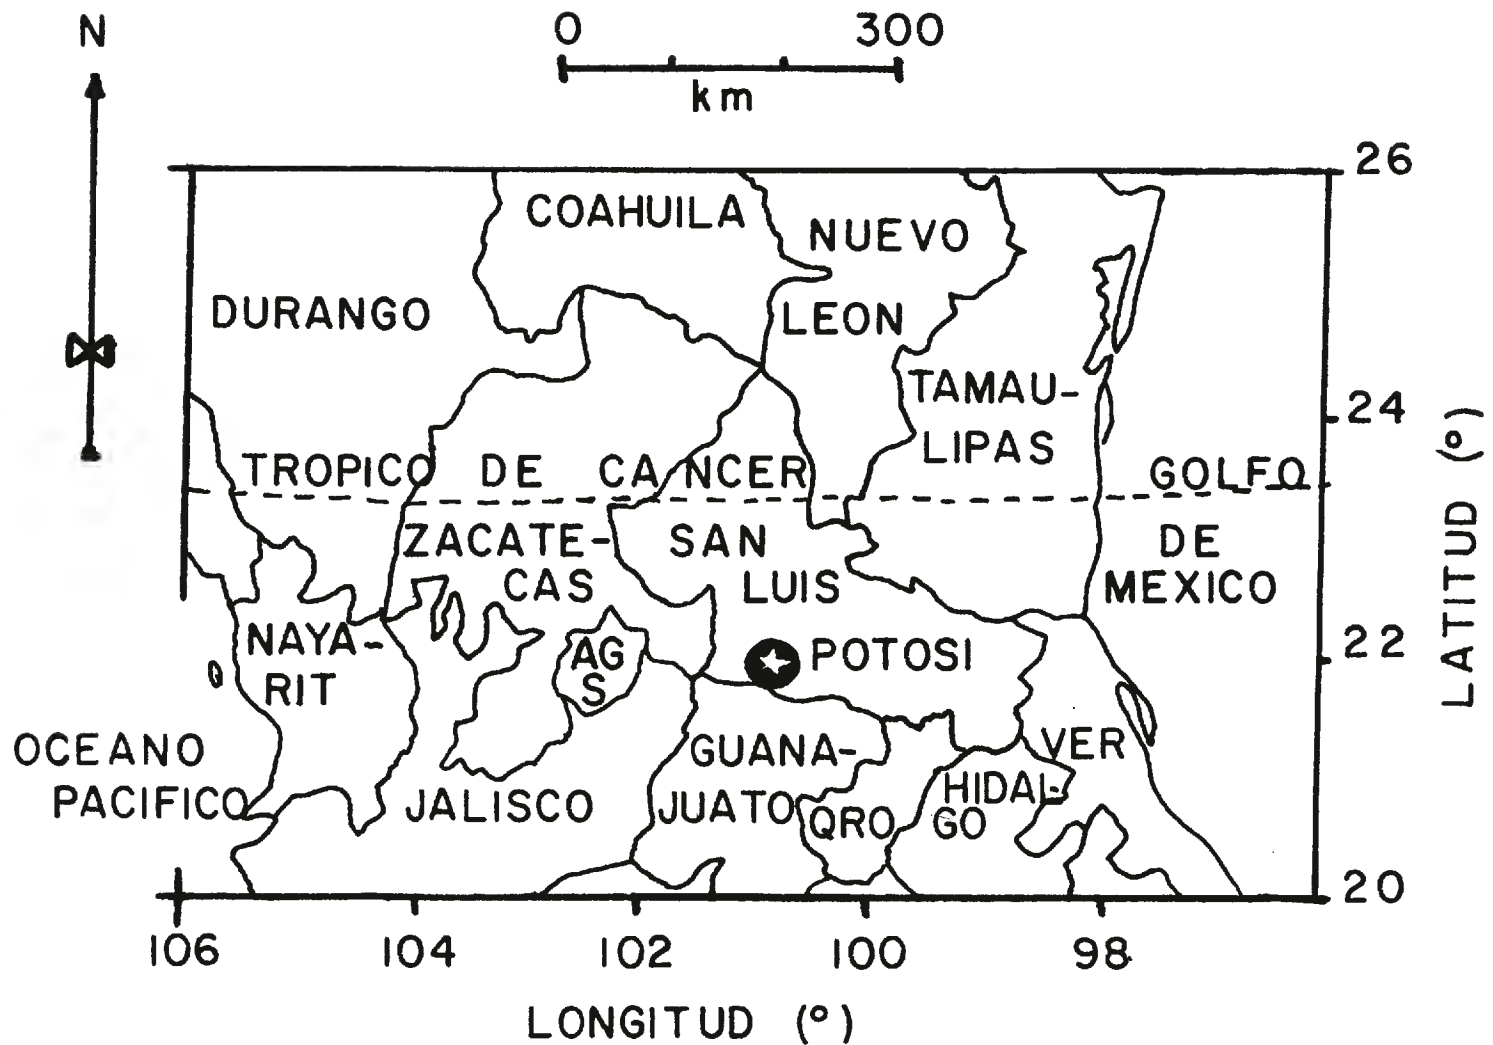 N
0 300
km
26
COAHUILA
NUEVO
DURANGO
LEON
TAMAU-
24
LIPAS
TROPICO DE CANCER
GOLFO
ZACATE-
SAN
DE
CAS
LUIS
MEXICO
LATITUD (°)
NAYA-
AG
POTOSI
22
RIT
S
OCEANO
GUANA-
VER
PACIFICO
JALISCO
JUATO
QRO
HIDAL-
GO
20
106 104 102 100 98
LONGITUD (°)